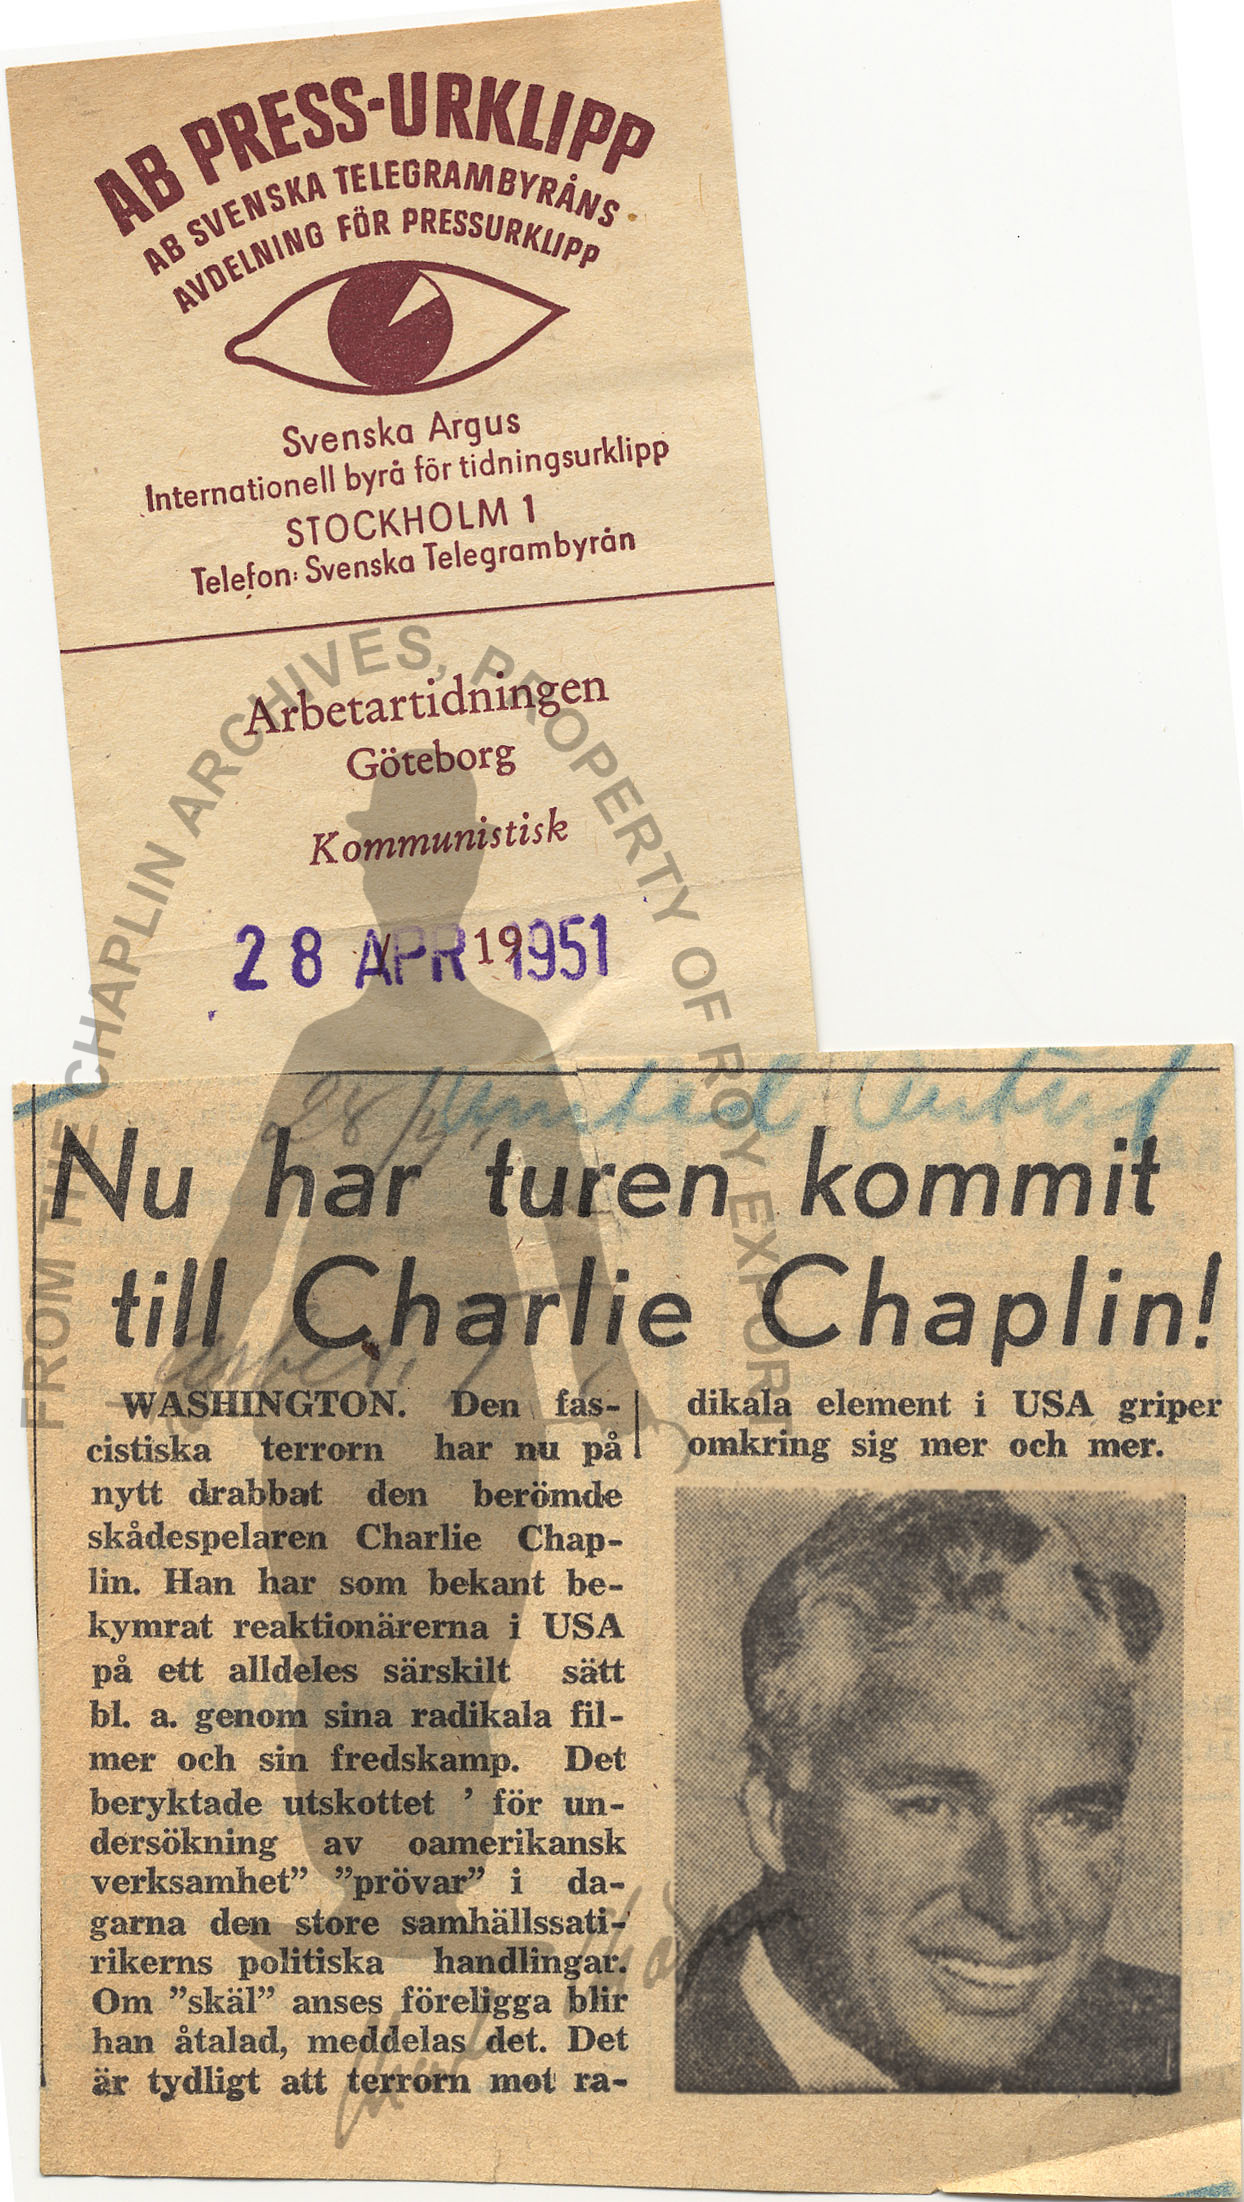 AB PRESS-URKLIPP
AB SVENSKA TELEGRAMBYRÅNS
AVDELNING FÖR PRESSURKLIPP
Svenska Argus
Internationell byrå för tidningsurklipp
STOCKHOLM 1
Telefon: Svenska Telegrambyrån
Arbetartidningen
Göteborg
Kommunistisk
28 APR 19 1951
FROM THE CHAPLIN ARCHIVES, PROPERTY OF ROY EXPORT
28/4
United
Nu har turen kommit
till Charlie Chaplin!
WASHINGTON. Den fas-
cistiska terrorn har nu på
nytt drabbat den berömde
skådespelaren Charlie Chap-
lin. Han har som bekant be-
kymrat reaktionärerna i USA
på ett alldeles särskilt sätt
bl. a. genom sina radikala fil-
mer och sin fredskamp. Det
beryktade utskottet ’ för un-
dersökning av oamerikansk
verksamhet” ”prövar” i da-
garna den store samhällssati-
rikerns politiska handlingar.
Om ”skäl” anses föreligga blir
han åtalad, meddelas det. Det
är tydligt att terrorn mot ra-
dikala element i USA griper
omkring sig mer och mer.